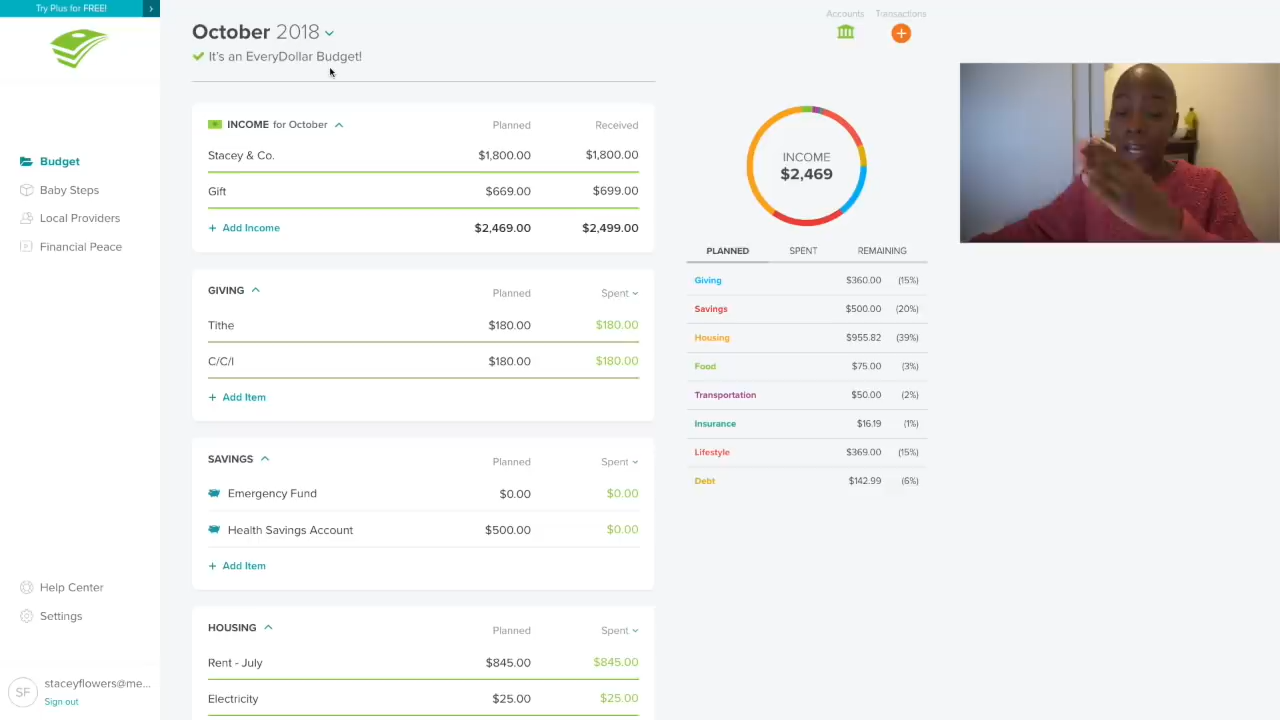 Try Plus for FREE! >
Budget
Baby Steps
Local Providers
Financial Peace
Help Center
Settings
SF
staceyflowers@me...
Sign out
October 2018
It's an EveryDollar Budget!
Accounts Transactions
INCOME for October Planned Received
Stacey & Co. $1,800.00 $1,800.00
Gift $669.00 $699.00
+ Add Income $2,469.00 $2,499.00
GIVING Planned Spent
Tithe $180.00 $180.00
C/C/I $180.00 $180.00
+ Add Item
SAVINGS Planned Spent
Emergency Fund $0.00 $0.00
Health Savings Account $500.00 $0.00
+ Add Item
HOUSING Planned Spent
Rent - July $845.00 $845.00
Electricity $25.00 $25.00
INCOME
$2,469
PLANNED SPENT REMAINING
Giving $360.00 (15%)
Savings $500.00 (20%)
Housing $955.82 (39%)
Food $75.00 (3%)
Transportation $50.00 (2%)
Insurance $16.19 (1%)
Lifestyle $369.00 (15%)
Debt $142.99 (6%)